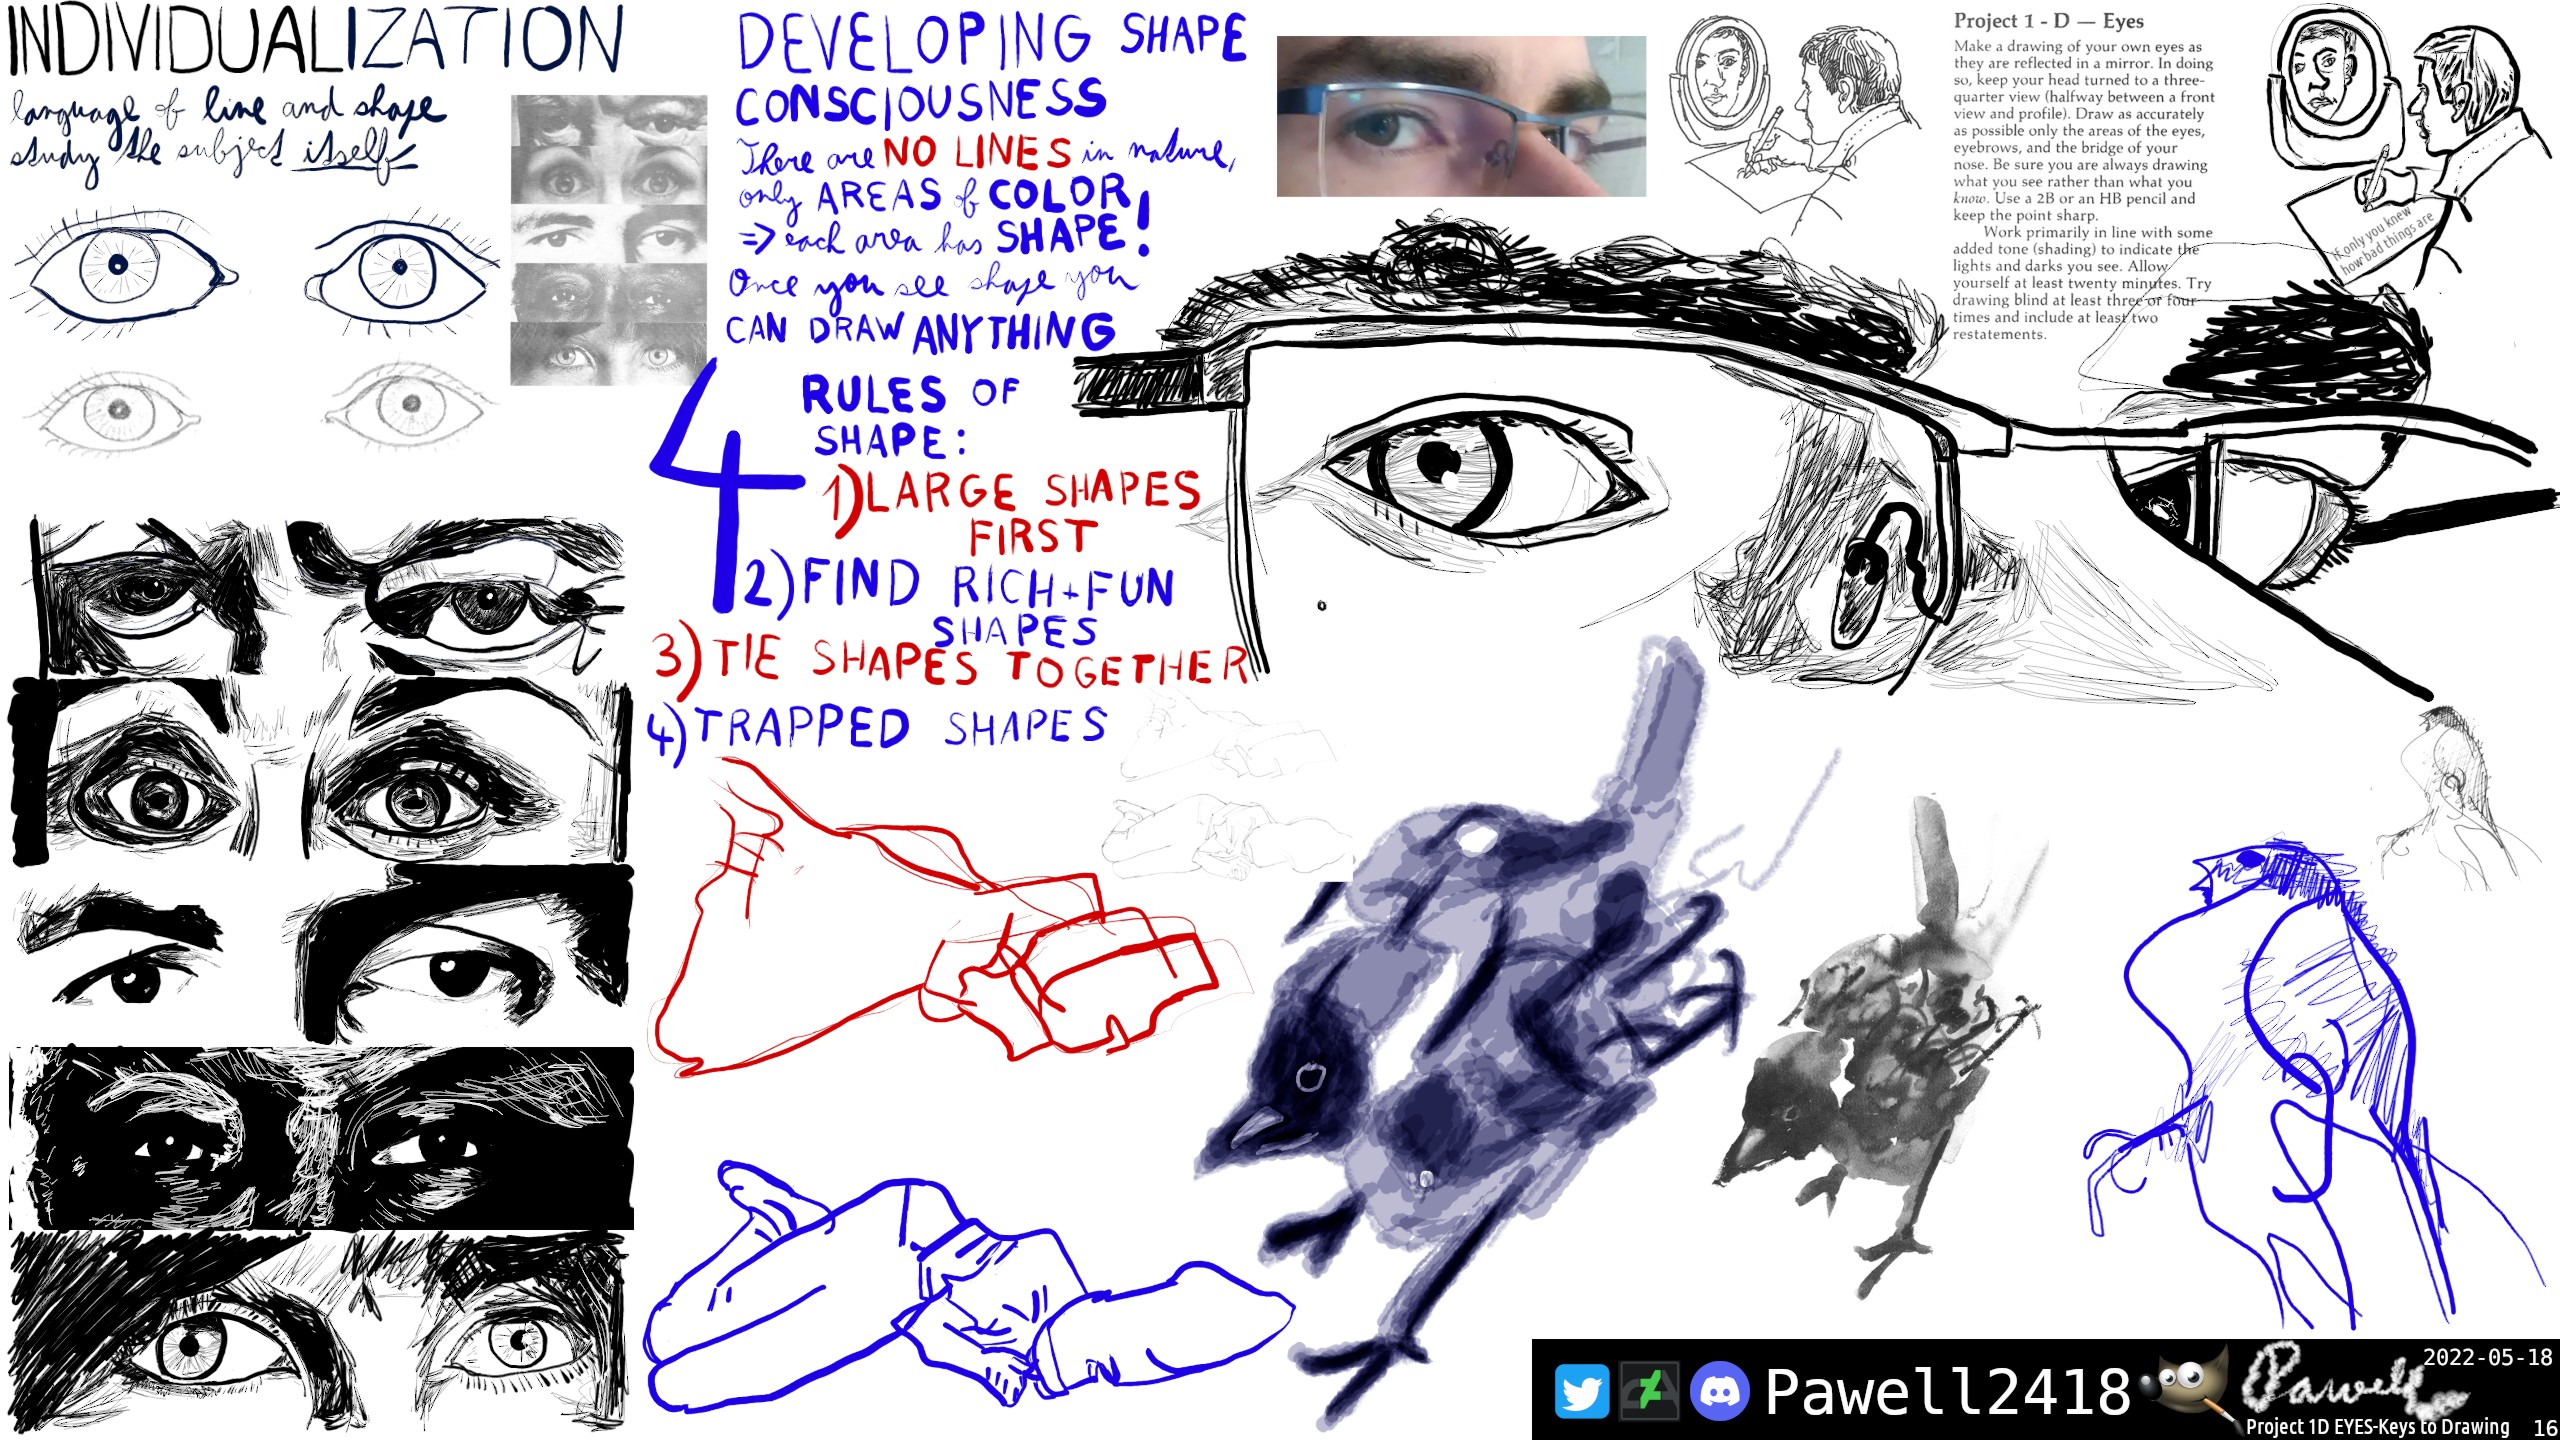 INDIVIDUALIZATION
language of line and shape
study the subject itself
DEVELOPING SHAPE
CONSCIOUSNESS
There are NO LINES in nature,
only AREAS of COLOR
=> each area has SHAPE!
Once you see shape you
CAN DRAW ANYTHING
4 RULES OF
SHAPE:
1) LARGE SHAPES
FIRST
2) FIND RICH+FUN
SHAPES
3) TIE SHAPES TOGETHER
4) TRAPPED SHAPES
Project 1 - D — Eyes
Make a drawing of your own eyes as
they are reflected in a mirror. In doing
so, keep your head turned to a three-
quarter view (halfway between a front
view and profile). Draw as accurately
as possible only the areas of the eyes,
eyebrows, and the bridge of your
nose. Be sure you are always drawing
what you see rather than what you
know. Use a 2B or an HB pencil and
keep the point sharp.
Work primarily in line with some
added tone (shading) to indicate the
lights and darks you see. Allow
yourself at least twenty minutes. Try
drawing blind at least three or four
times and include at least two
restatements.
If only you knew
how bad things are
Pawell2418
Pawell
2022-05-18
Project 1D EYES-Keys to Drawing
16